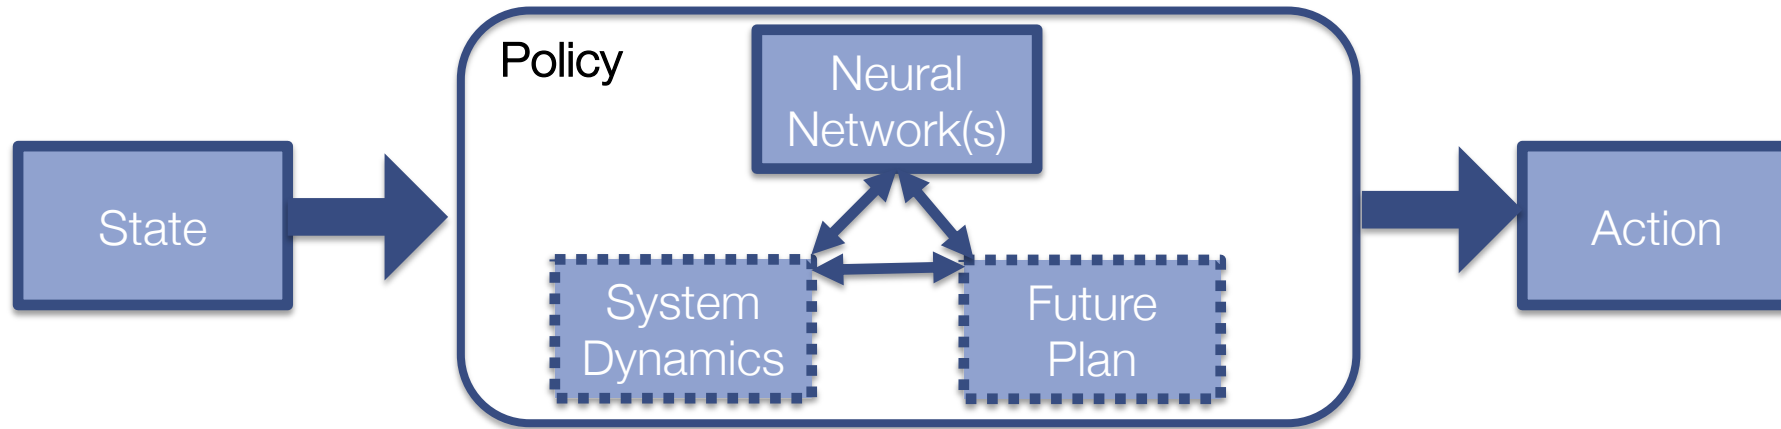 Policy
Neural
Network(s)
State
Action
System
Dynamics
Future
Plan